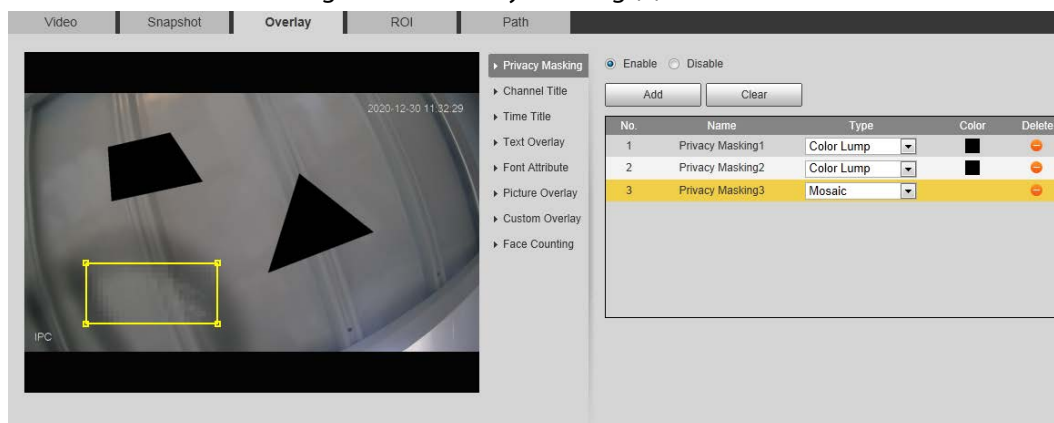 Video Snapshot Overlay ROI Path
2020-12-30 11:32:29
IPC
Privacy Masking
Channel Title
Time Title
Text Overlay
Font Attribute
Picture Overlay
Custom Overlay
Face Counting
Enable Disable
Add Clear
No. Name Type Color Delete
1 Privacy Masking1 Color Lump
2 Privacy Masking2 Color Lump
3 Privacy Masking3 Mosaic